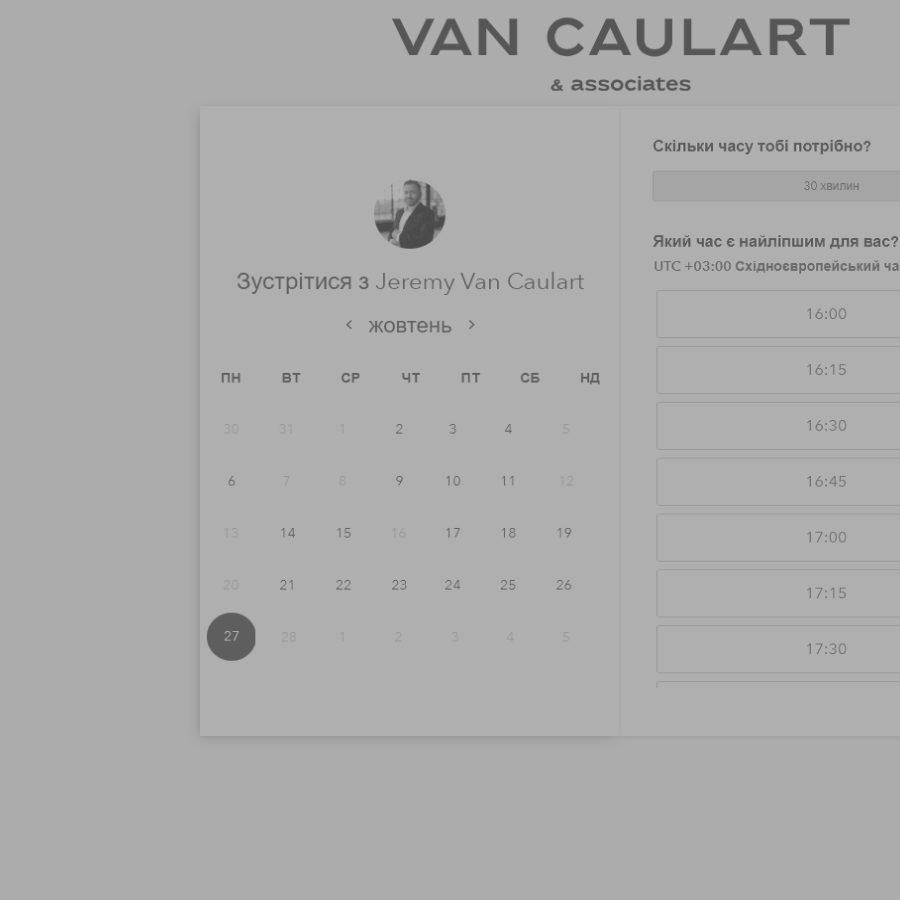 VAN CAULART
& associates
Зустрітися з Jeremy Van Caulart
жовтень
ПН ВТ СР ЧТ ПТ СБ НД
30 31 1 2 3 4 5
6 7 8 9 10 11 12
13 14 15 16 17 18 19
20 21 22 23 24 25 26
27 28 1 2 3 4 5
Скільки часу тобі потрібно?
30 хвилин
Який час є найліпшим для вас?
UTC +03:00 Східноєвропейський ча
16:00
16:15
16:30
16:45
17:00
17:15
17:30